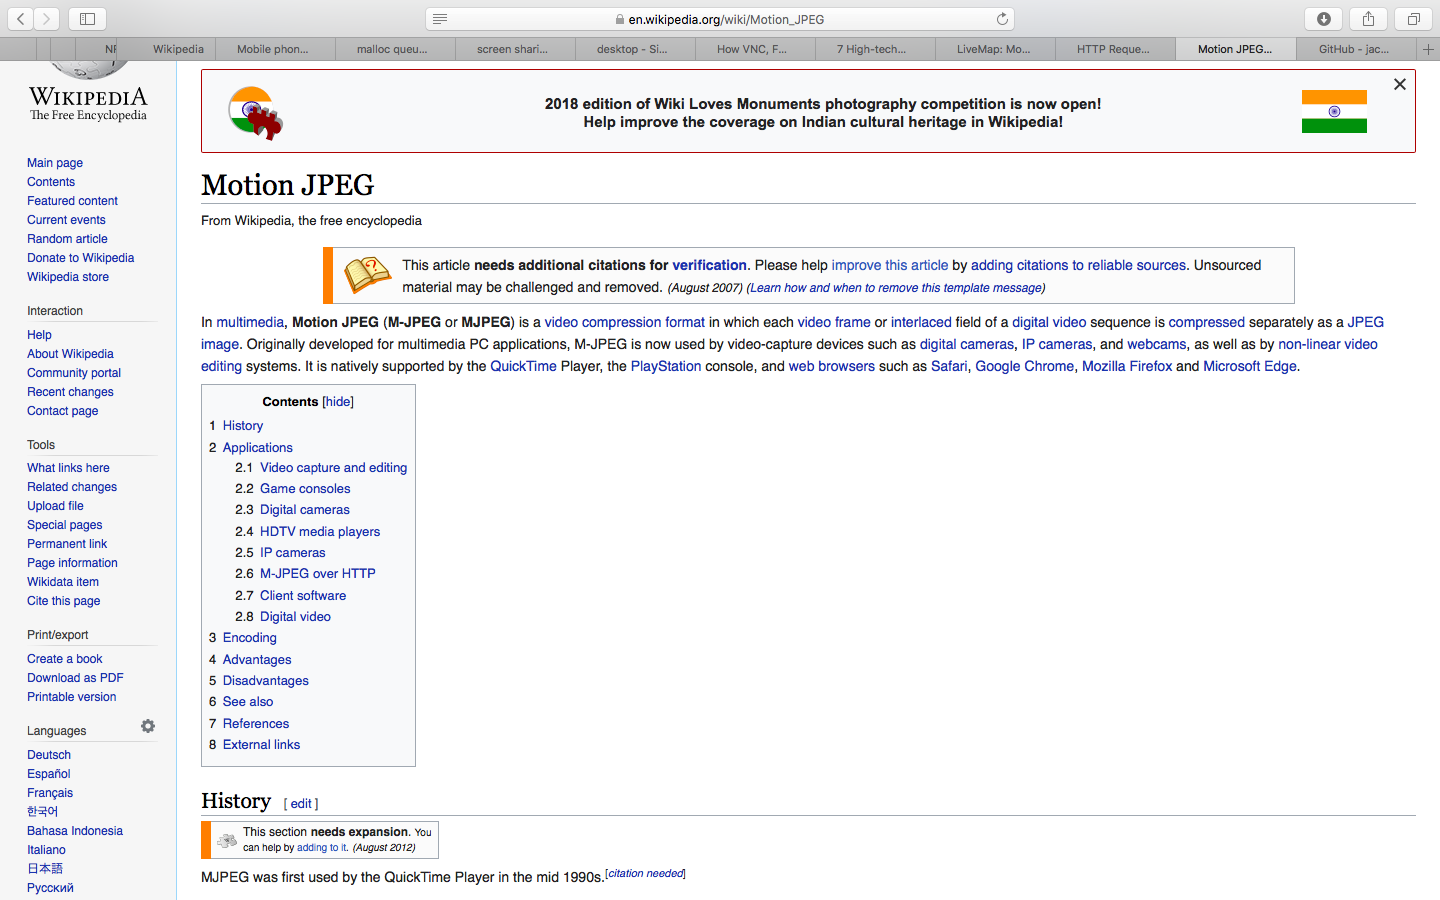 en.wikipedia.org/wiki/Motion_JPEG
Wikipedia
Mobile phon...
malloc queu...
screen shari...
desktop - Si...
How VNC, F...
7 High-tech...
LiveMap: Mo...
HTTP Reque...
Motion JPEG...
GitHub - jac...
WIKIPEDIA
The Free Encyclopedia
Main page
Contents
Featured content
Current events
Random article
Donate to Wikipedia
Wikipedia store
Interaction
Help
About Wikipedia
Community portal
Recent changes
Contact page
Tools
What links here
Related changes
Upload file
Special pages
Permanent link
Page information
Wikidata item
Cite this page
Print/export
Create a book
Download as PDF
Printable version
Languages
Deutsch
Español
Français
한국어
Bahasa Indonesia
Italiano
日本語
Русский
2018 edition of Wiki Loves Monuments photography competition is now open!
Help improve the coverage on Indian cultural heritage in Wikipedia!
Motion JPEG
From Wikipedia, the free encyclopedia
This article needs additional citations for verification. Please help improve this article by adding citations to reliable sources. Unsourced
material may be challenged and removed. (August 2007) (Learn how and when to remove this template message)
In multimedia, Motion JPEG (M-JPEG or MJPEG) is a video compression format in which each video frame or interlaced field of a digital video sequence is compressed separately as a JPEG
image. Originally developed for multimedia PC applications, M-JPEG is now used by video-capture devices such as digital cameras, IP cameras, and webcams, as well as by non-linear video
editing systems. It is natively supported by the QuickTime Player, the PlayStation console, and web browsers such as Safari, Google Chrome, Mozilla Firefox and Microsoft Edge.
Contents [hide]
1 History
2 Applications
2.1 Video capture and editing
2.2 Game consoles
2.3 Digital cameras
2.4 HDTV media players
2.5 IP cameras
2.6 M-JPEG over HTTP
2.7 Client software
2.8 Digital video
3 Encoding
4 Advantages
5 Disadvantages
6 See also
7 References
8 External links
History [ edit ]
This section needs expansion. You
can help by adding to it. (August 2012)
MJPEG was first used by the QuickTime Player in the mid 1990s.[citation needed]